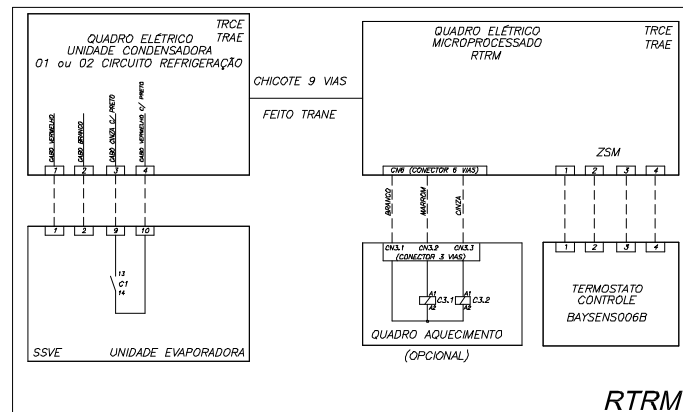 TRCE
TRAE
QUADRO ELÉTRICO
UNIDADE CONDENSADORA
01 ou 02 CIRCUITO REFRIGERAÇÃO
CABO VERMELHO
CABO BRANCO
CABO CINZA C/ PRETO
CABO VERMELHO C/ PRETO
1 2 3 4
CHICOTE 9 VIAS
FEITO TRANE
QUADRO ELÉTRICO
MICROPROCESSADO
RTRM
TRCE
TRAE
ZSM
CN6 (CONECTOR 6 VIAS)
1 2 3 4
BRANCO
MARROM
CINZA
1 2 9 10
13
C1
14
SSVE
UNIDADE EVAPORADORA
CN3.1 CN3.2 CN3.3
(CONECTOR 3 VIAS)
A1
C3.1
A2
A1
C3.2
A2
QUADRO AQUECIMENTO
(OPCIONAL)
1 2 3 4
TERMOSTATO
CONTROLE
BAYSENS006B
RTRM